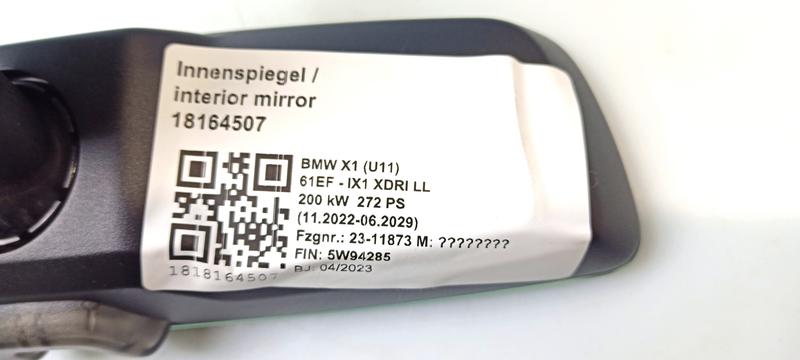 Innenspiegel /
interior mirror
18164507
BMW X1 (U11)
61EF - IX1 XDRI LL
200 kW 272 PS
(11.2022-06.2029)
Fzgnr.: 23-11873 M: ????????
FIN: 5W94285
BJ: 04/2023
1818164507